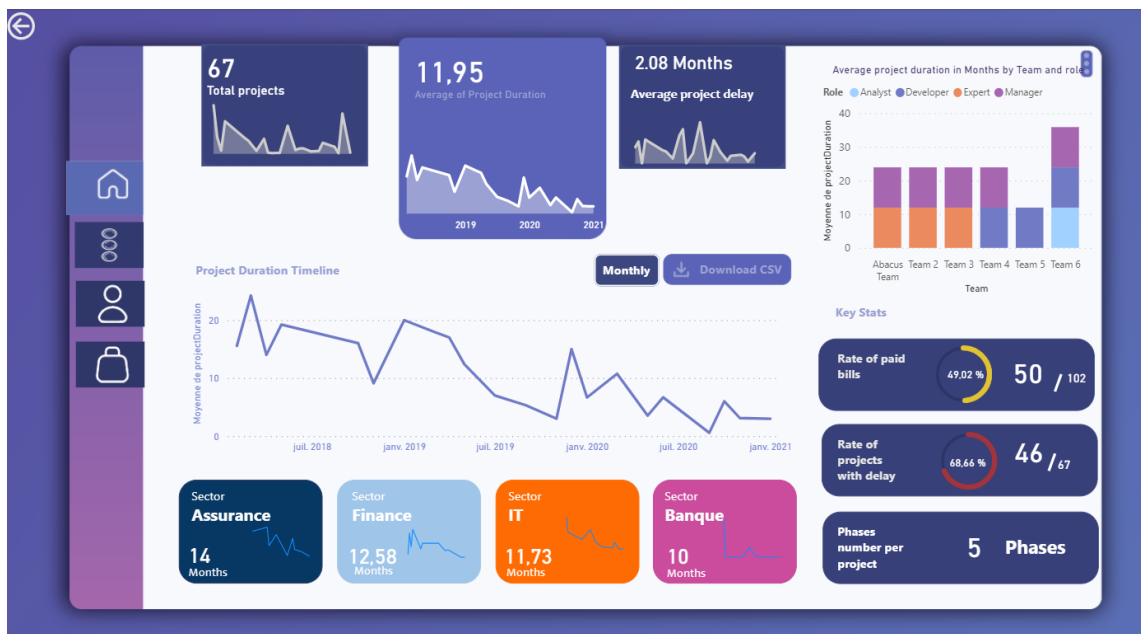 67
Total projects
11,95
Average of Project Duration
2019
2020
2021
2.08 Months
Average project delay
Average project duration in Months by Team and role
Role Analyst Developer Expert Manager
Moyenne de projectDuration
40
30
20
10
0
Abacus Team 2 Team 3 Team 4 Team 5 Team 6
Team
Team
Project Duration Timeline
Monthly
Download CSV
Moyenne de projectDuration
20
10
0
juil. 2018
janv. 2019
juil. 2019
janv. 2020
juil. 2020
janv. 2021
Key Stats
Rate of paid
bills
49,02 %
50 / 102
Rate of
projects
with delay
68,66 %
46 / 67
Phases
number per
project
5 Phases
Sector
Assurance
14
Months
Sector
Finance
12,58
Months
Sector
IT
11,73
Months
Sector
Banque
10
Months